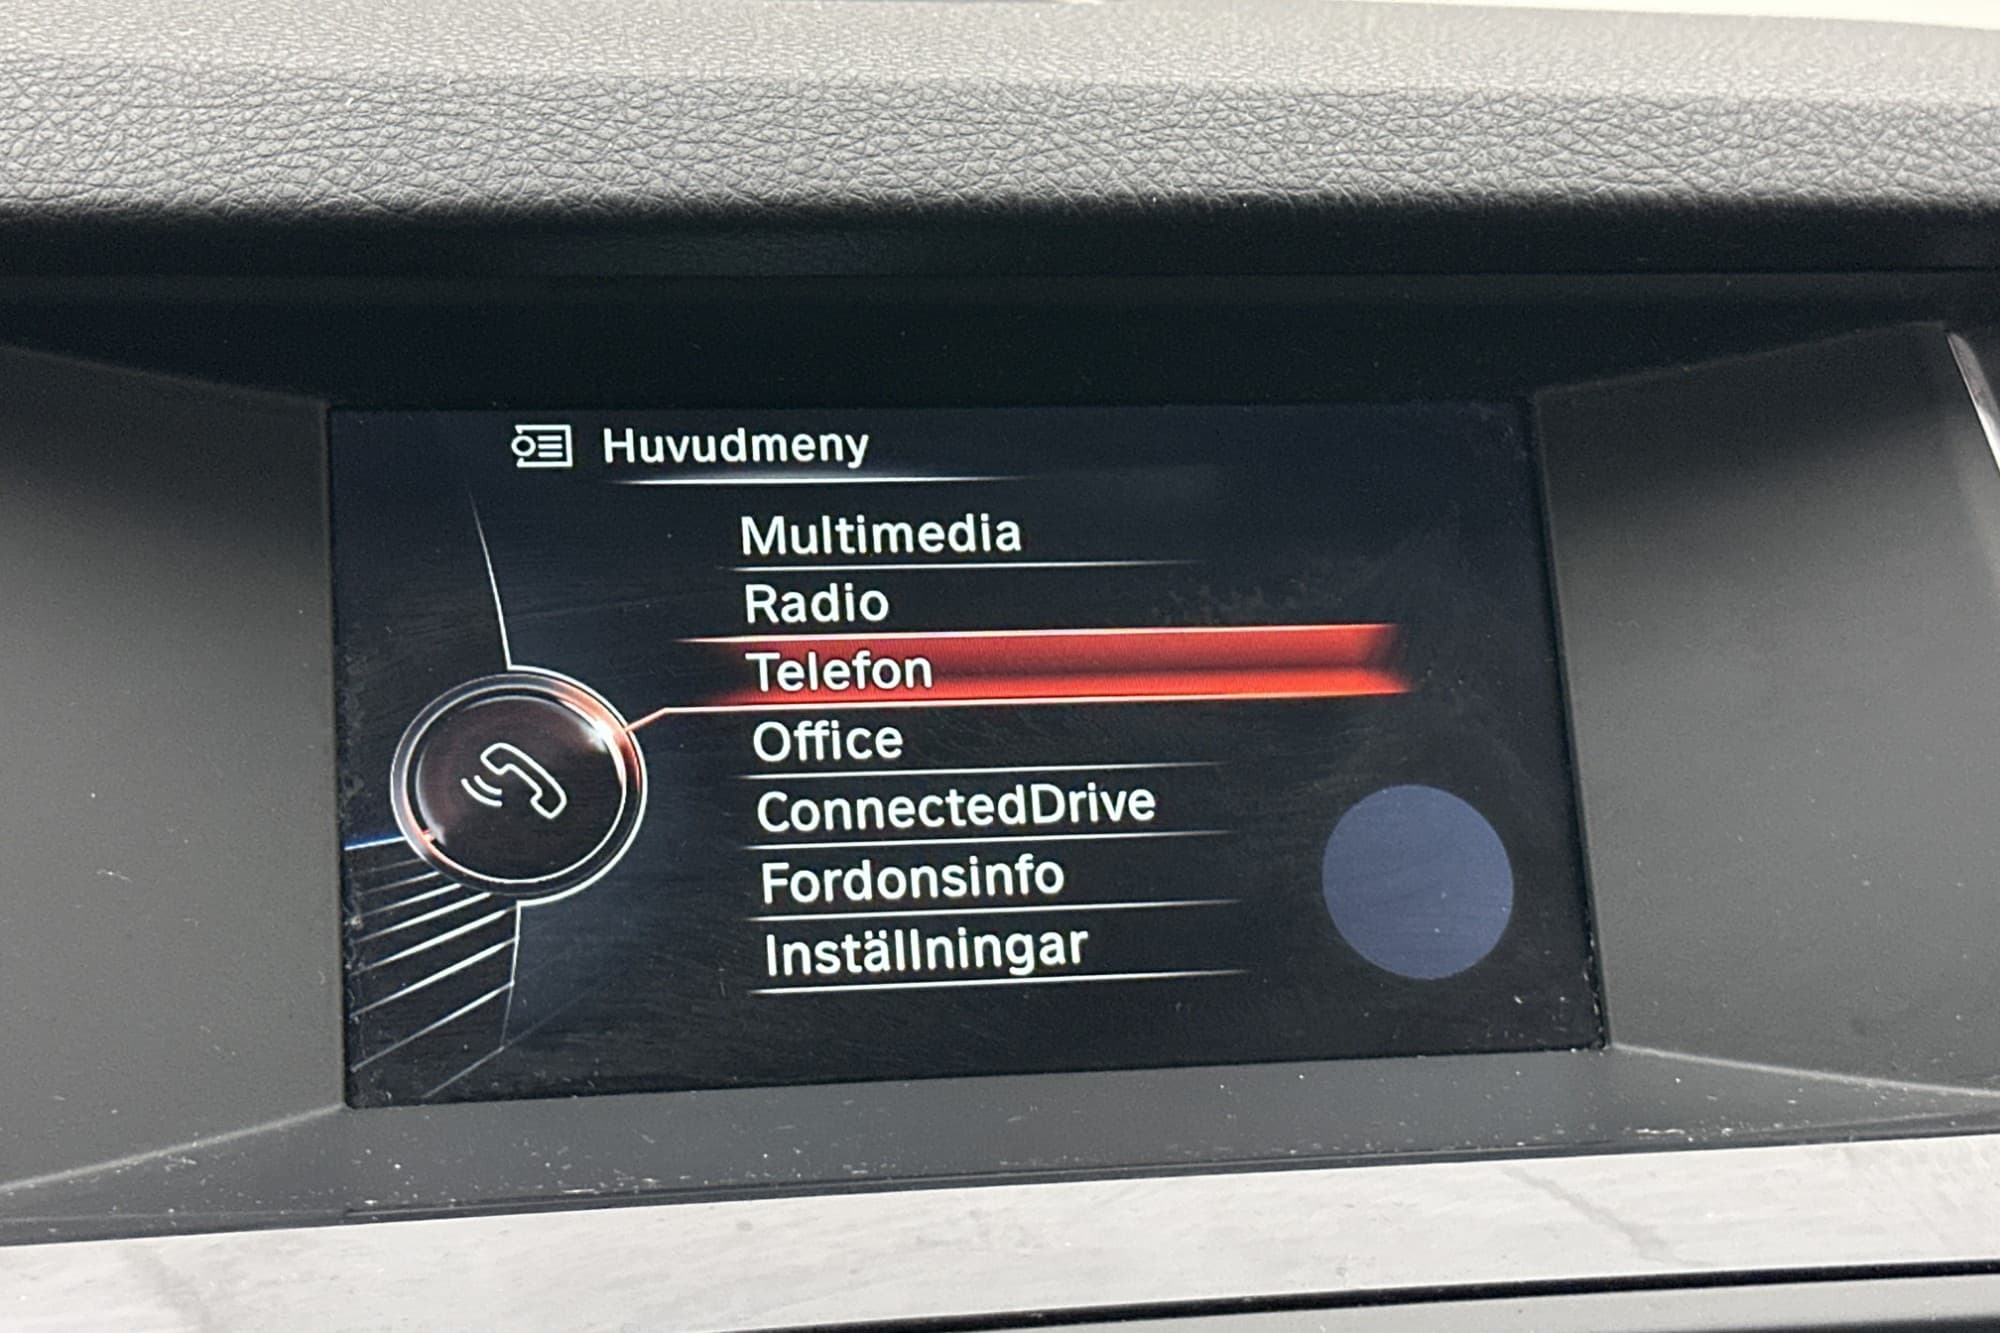 Huvudmeny
Multimedia
Radio
Telefon
Office
ConnectedDrive
Fordonsinfo
Inställningar